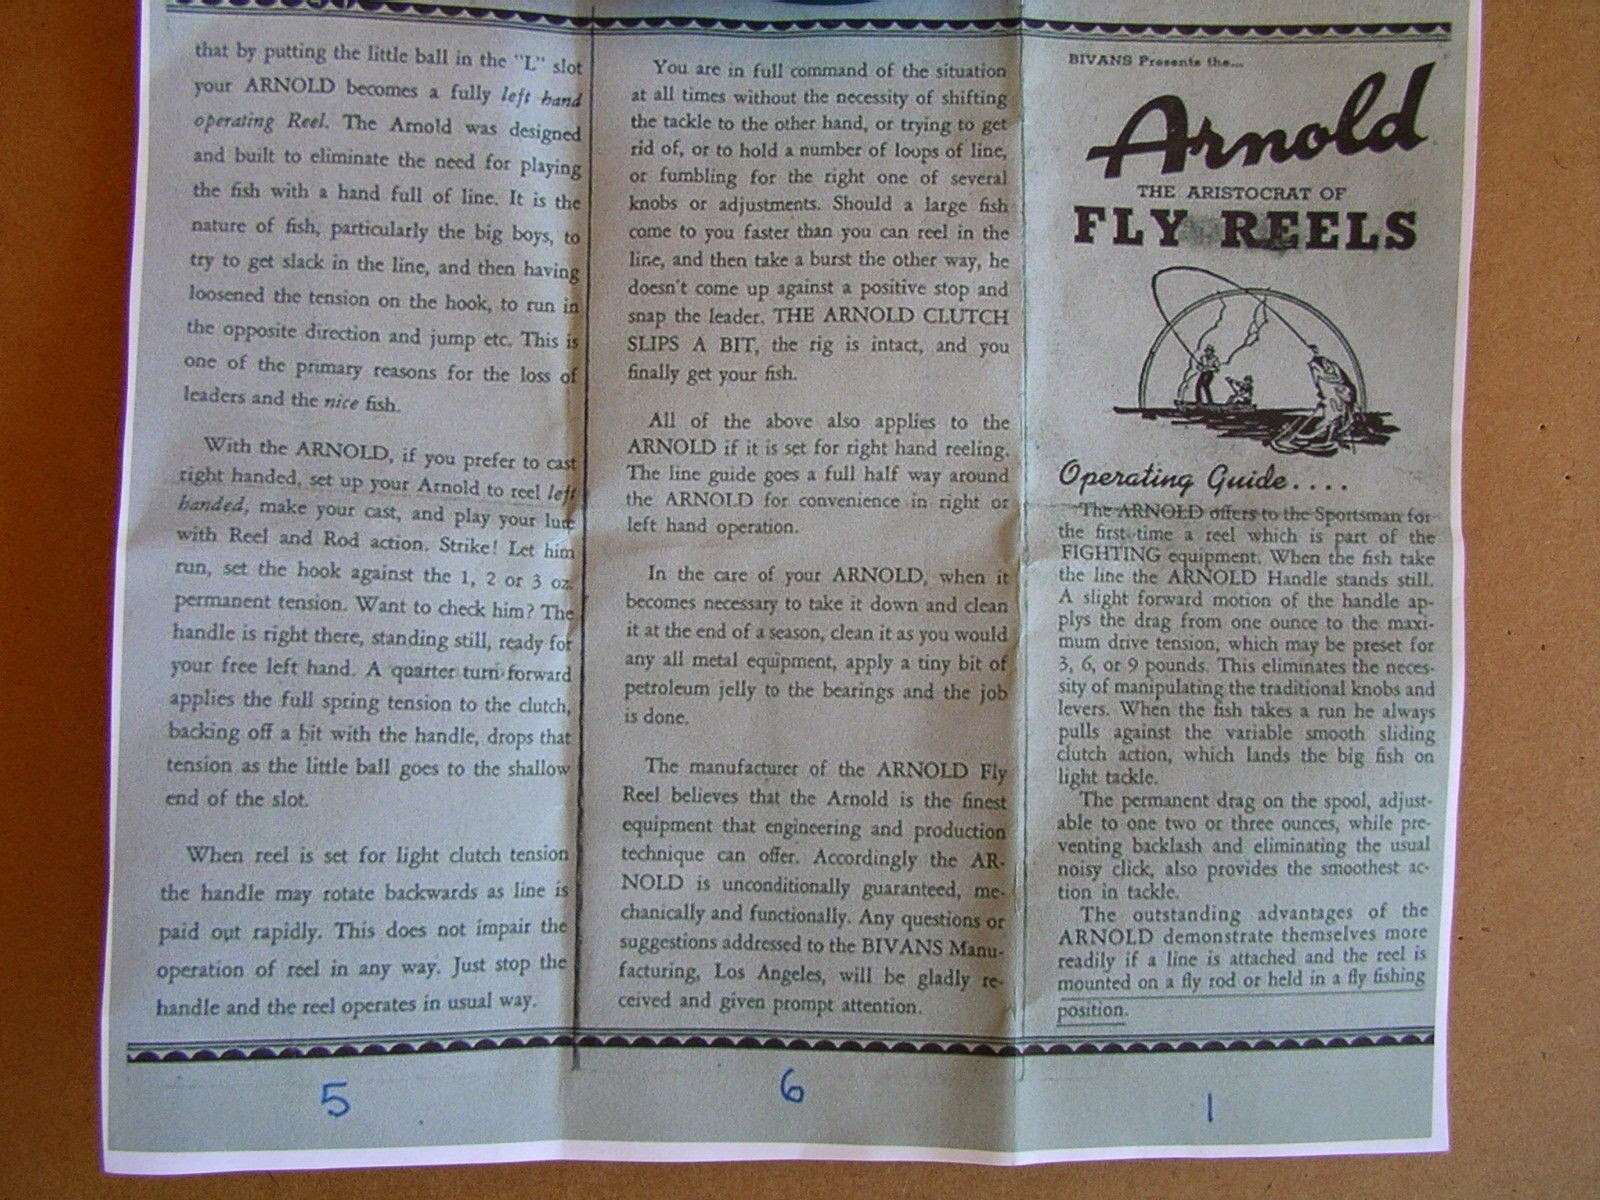 that by putting the little ball in the "L" slot
your ARNOLD becomes a fully left hand
operating Reel. The Arnold was designed
and built to eliminate the need for playing
the fish with a hand full of line. It is the
nature of fish, particularly the big boys, to
try to get slack in the line, and then having
loosened the tension on the hook, to run in
the opposite direction and jump etc. This is
one of the primary reasons for the loss of
leaders and the nice fish.
With the ARNOLD, if you prefer to cast
right handed, set up your Arnold to reel left
handed, make your cast, and play your lure
with Reel and Rod action. Strike! Let him
run, set the hook against the 1, 2 or 3 oz.
permanent tension. Want to check him? The
handle is right there, standing still, ready for
your free left hand. A quarter turn forward
applies the full spring tension to the clutch,
backing off a bit with the handle, drops that
tension as the little ball goes to the shallow
end of the slot.
When reel is set for light clutch tension
the handle may rotate backwards as line is
paid out rapidly. This does not impair the
operation of reel in any way. Just stop the
handle and the reel operates in usual way.
5
You are in full command of the situation
at all times without the necessity of shifting
the tackle to the other hand, or trying to get
rid of, or to hold a number of loops of line,
or fumbling for the right one of several
knobs or adjustments. Should a large fish
come to you faster than you can reel in the
line, and then take a burst the other way, he
doesn't come up against a positive stop and
snap the leader. THE ARNOLD CLUTCH
SLIPS A BIT, the rig is intact, and you
finally get your fish.
All of the above also applies to the
ARNOLD if it is set for right hand reeling.
The line guide goes a full half way around
the ARNOLD for convenience in right or
left hand operation.
In the care of your ARNOLD, when it
becomes necessary to take it down and clean
it at the end of a season, clean it as you would
any all metal equipment, apply a tiny bit of
petroleum jelly to the bearings and the job
is done.
The manufacturer of the ARNOLD Fly
Reel believes that the Arnold is the finest
equipment that engineering and production
technique can offer. Accordingly the AR-
NOLD is unconditionally guaranteed, me-
chanically and functionally. Any questions or
suggestions addressed to the BIVANS Manu-
facturing, Los Angeles, will be gladly re-
ceived and given prompt attention.
6
BIVANS Presents the...
Arnold
THE ARISTOCRAT OF
FLY REELS
Operating Guide....
The ARNOLD offers to the Sportsman for
the first time a reel which is part of the
FIGHTING equipment. When the fish take
the line the ARNOLD Handle stands still.
A slight forward motion of the handle ap-
plys the drag from one ounce to the maxi-
mum drive tension, which may be preset for
3, 6, or 9 pounds. This eliminates the neces-
sity of manipulating the traditional knobs and
levers. When the fish takes a run he always
pulls against the variable smooth sliding
clutch action, which lands the big fish on
light tackle.
The permanent drag on the spool, adjust-
able to one two or three ounces, while pre-
venting backlash and eliminating the usual
noisy click, also provides the smoothest ac-
tion in tackle.
The outstanding advantages of the
ARNOLD demonstrate themselves more
readily if a line is attached and the reel is
mounted on a fly rod or held in a fly fishing
position.
1